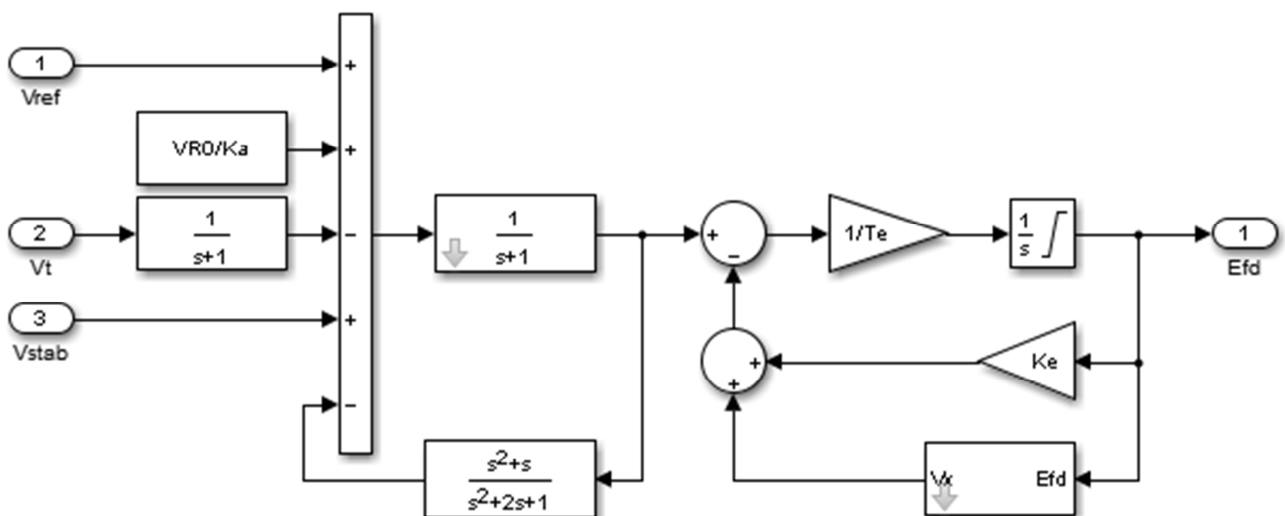 1
Vref
+
VR0/Ka
+
2
Vt
1
s+1
−
1
s+1
3
Vstab
+
−
s²+s
s²+2s+1
+
−
1/Te
1
s
1
Efd
+
+
Ke
Vx
Efd